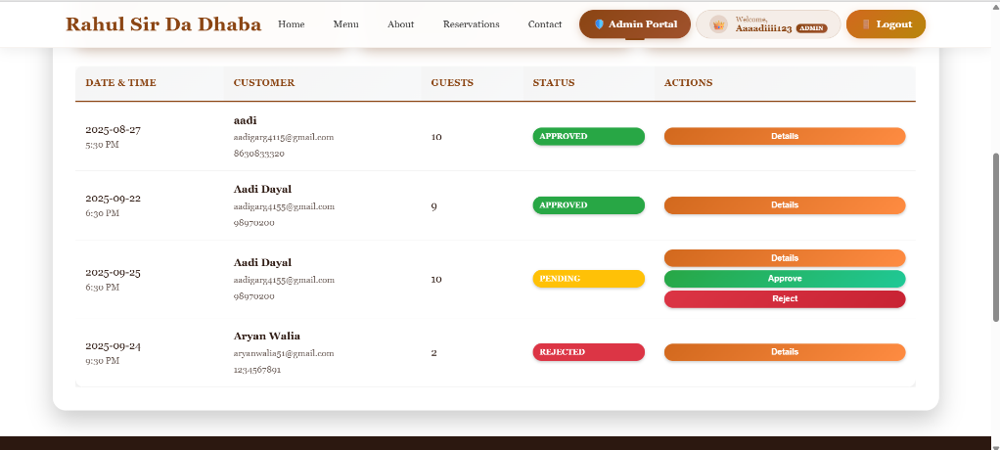 Rahul Sir Da Dhaba
Home
Menu
About
Reservations
Contact
Admin Portal
Welcome,
Aaaadiiii123 ADMIN
Logout
DATE & TIME CUSTOMER GUESTS STATUS ACTIONS
2025-08-27
5:30 PM
aadi
aadigarg4115@gmail.com
8630833320
10
APPROVED
Details
2025-09-22
6:30 PM
Aadi Dayal
aadigarg4155@gmail.com
98970200
9
APPROVED
Details
2025-09-25
6:30 PM
Aadi Dayal
aadigarg4155@gmail.com
98970200
10
PENDING
Details
Approve
Reject
2025-09-24
9:30 PM
Aryan Walia
aryanwalia51@gmail.com
1234567891
2
REJECTED
Details